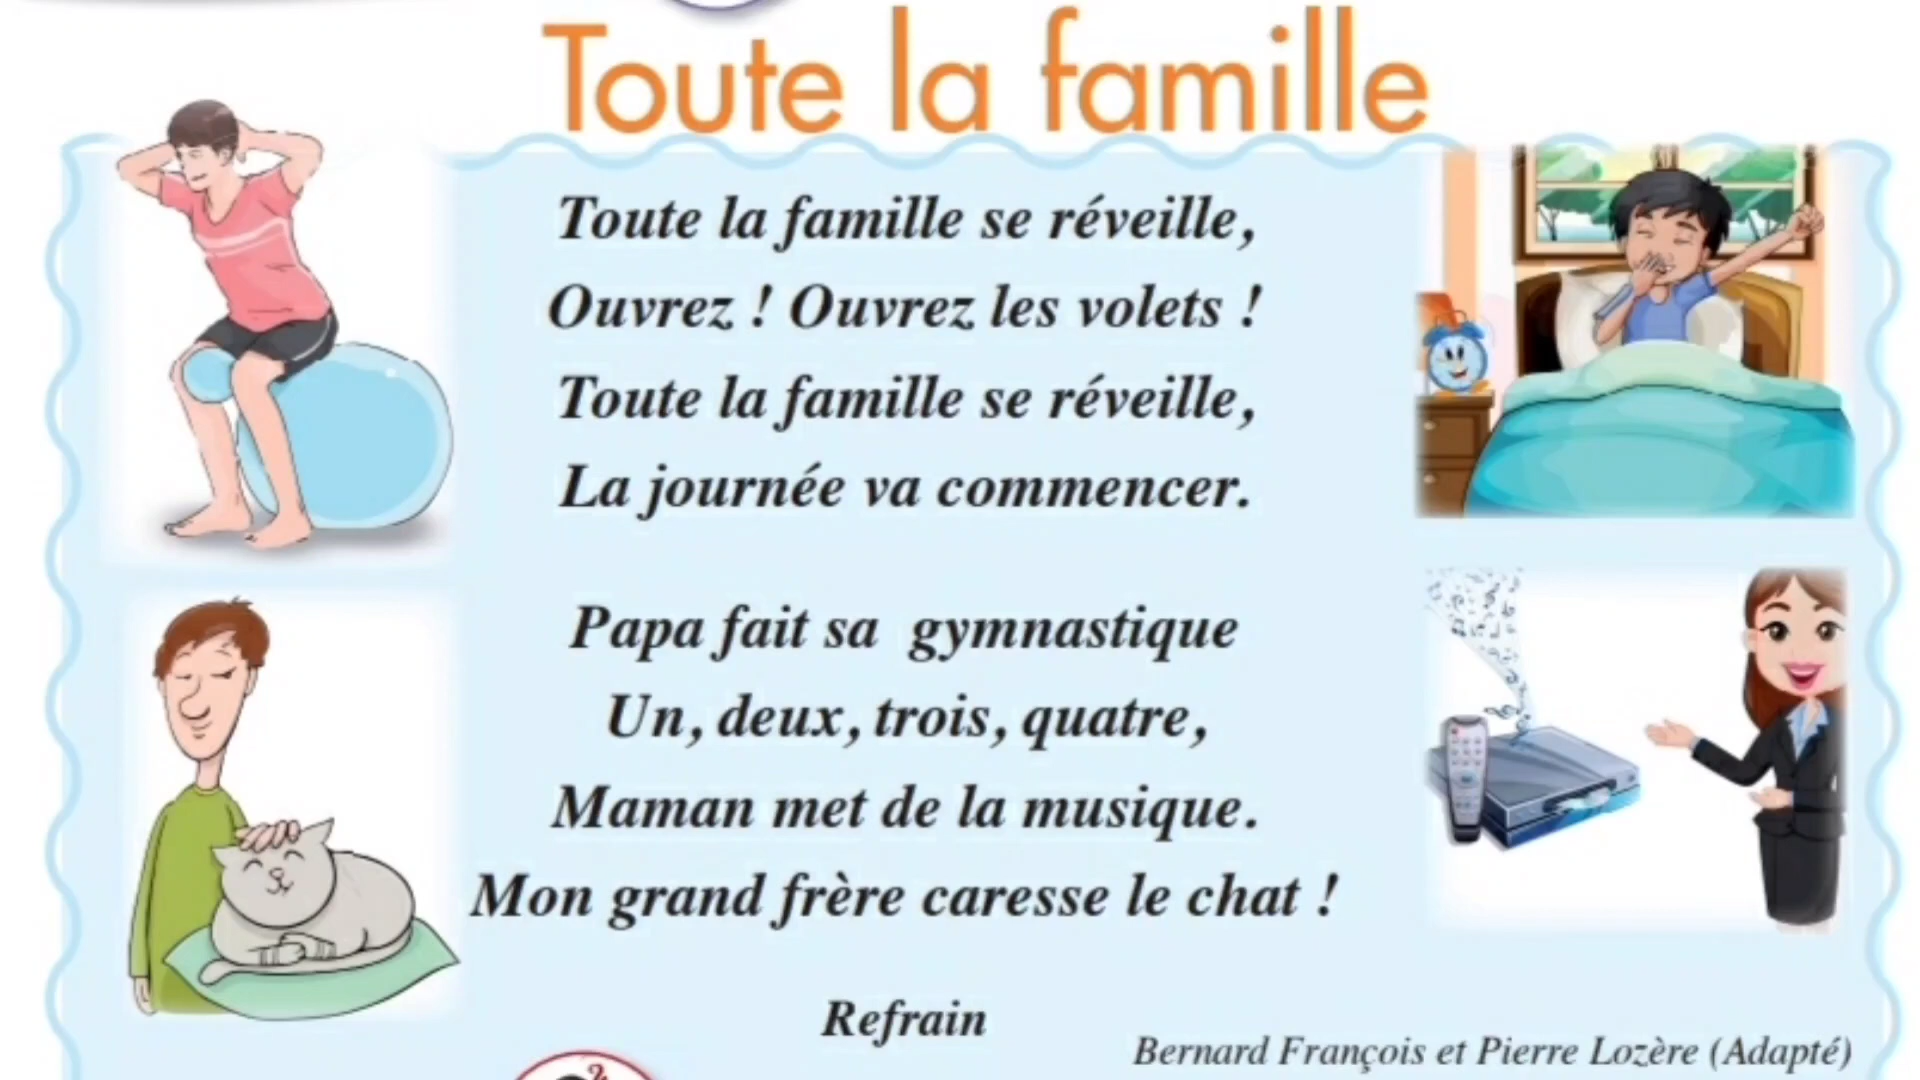 Toute la famille
Toute la famille se réveille,
Ouvrez ! Ouvrez les volets !
Toute la famille se réveille,
La journée va commencer.
Papa fait sa gymnastique
Un, deux, trois, quatre,
Maman met de la musique.
Mon grand frère caresse le chat !
Refrain
Bernard François et Pierre Lozère (Adapté)
2